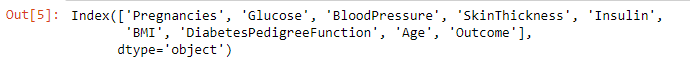 Out[5]: Index(['Pregnancies', 'Glucose', 'BloodPressure', 'SkinThickness', 'Insulin',
'BMI', 'DiabetesPedigreeFunction', 'Age', 'Outcome'],
dtype='object')